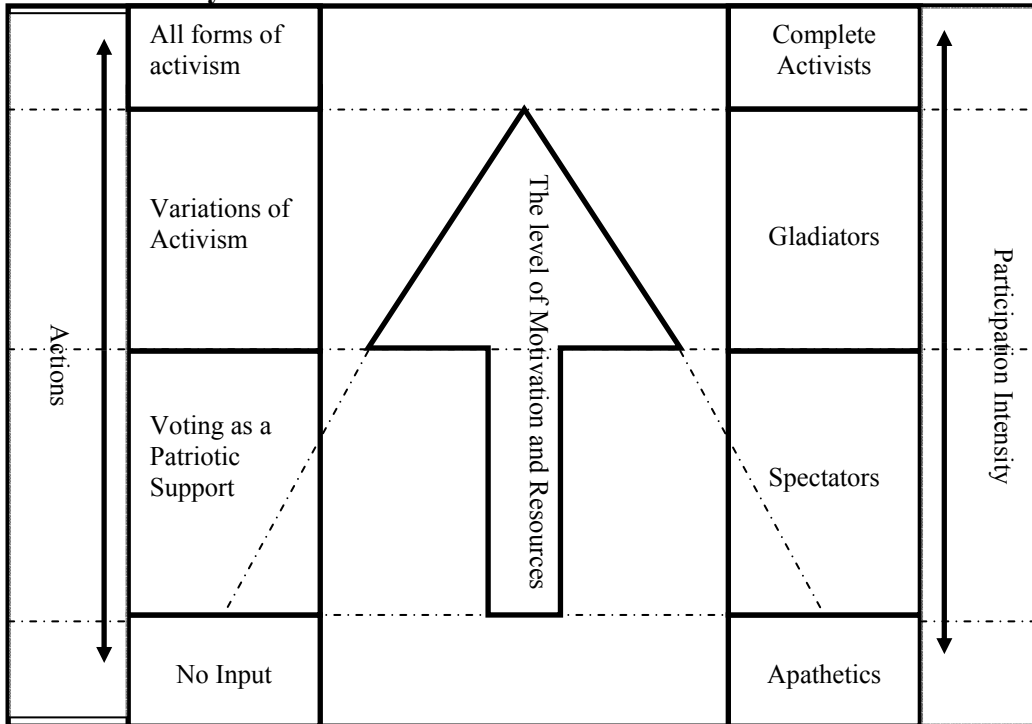 All forms of
activism
Complete
Activists
Variations of
Activism
Gladiators
The level of Motivation and Resources
Actions
Participation Intensity
Voting as a
Patriotic
Support
Spectators
No Input
Apathetics